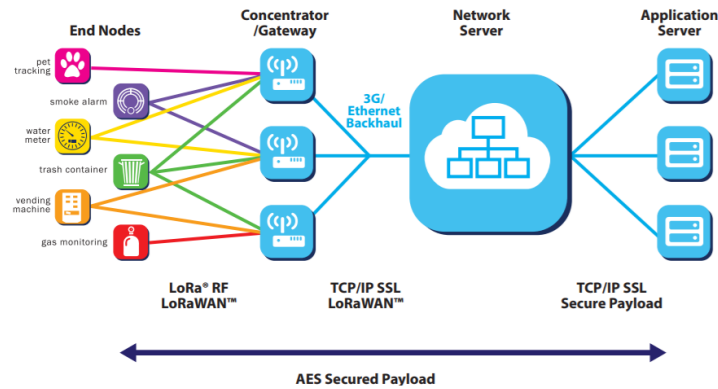 End Nodes
Concentrator
/Gateway
Network
Server
Application
Server
pet
tracking
smoke alarm
water
meter
trash container
vending
machine
gas monitoring
3G/
Ethernet
Backhaul
LoRa® RF
LoRaWAN™
TCP/IP SSL
LoRaWAN™
TCP/IP SSL
Secure Payload
AES Secured Payload